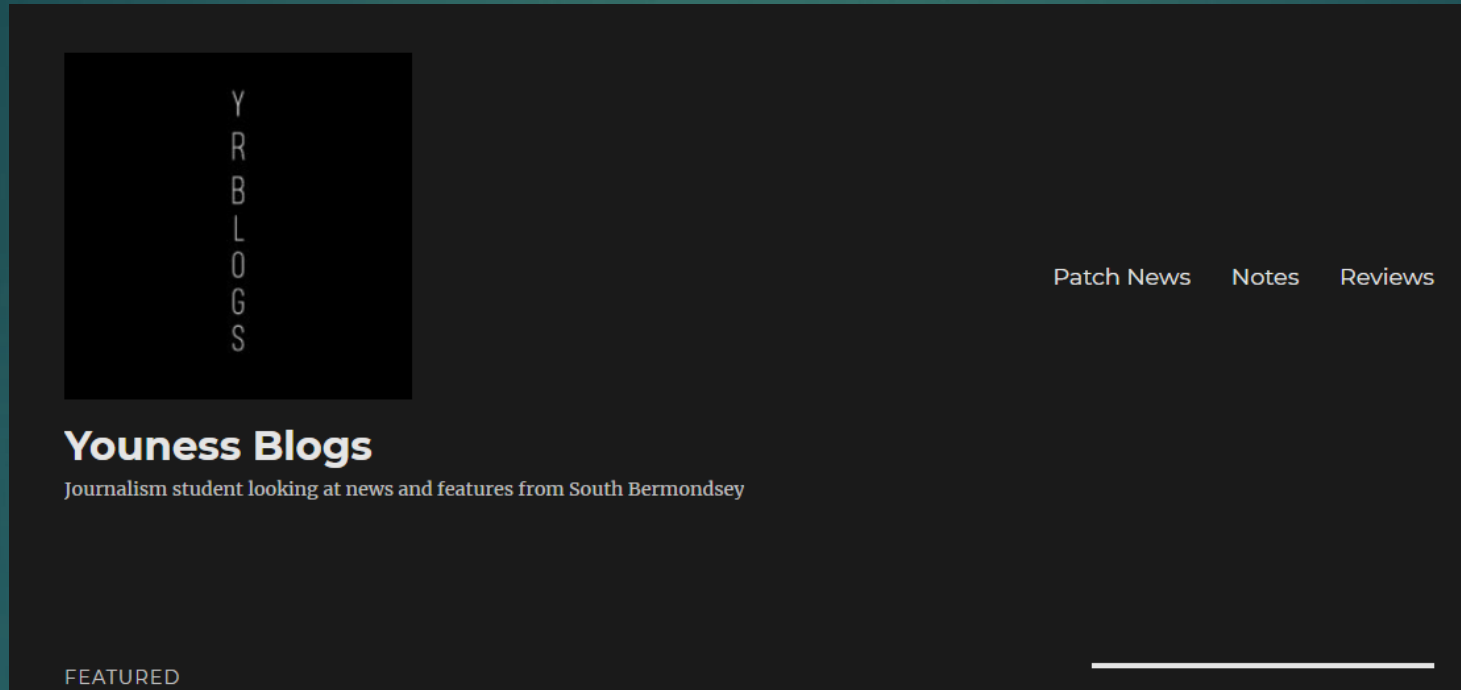 Y
R
B
L
O
G
S
Patch News Notes Reviews
Youness Blogs
Journalism student looking at news and features from South Bermondsey
FEATURED